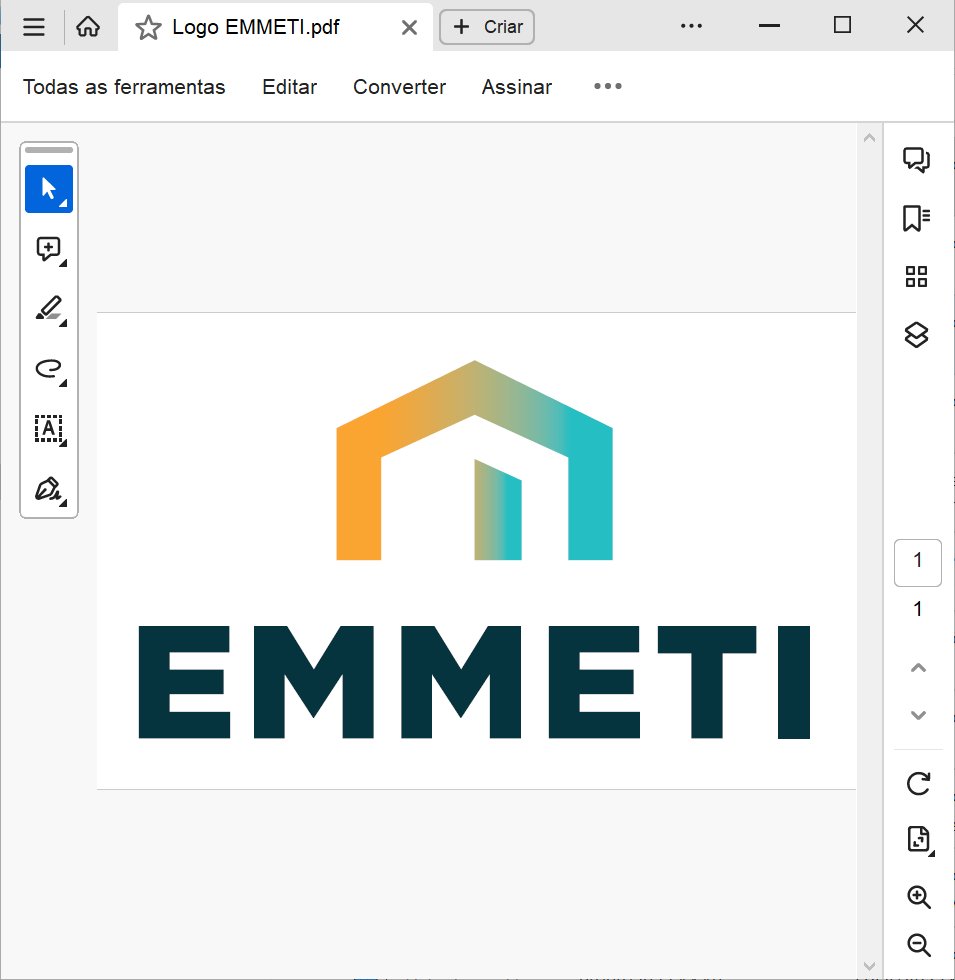 Logo EMMETI.pdf
Criar
Todas as ferramentas
Editar
Converter
Assinar
A
EMMETI
1
1